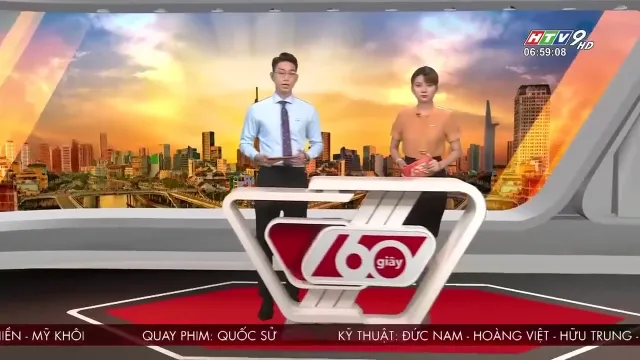 HTV9 HD
06:59:08
60 giây
IỀN - MỸ KHÔI QUAY PHIM: QUỐC SỬ KỸ THUẬT: ĐỨC NAM - HOÀNG VIỆT - HỮU TRUNG -